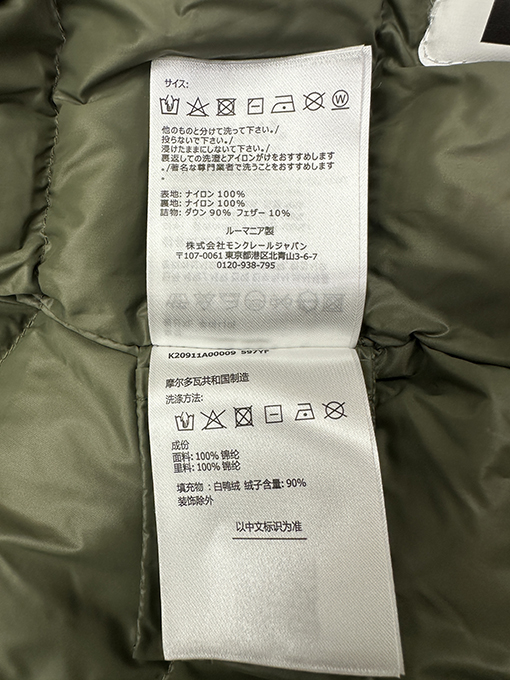 サイズ:
他のものと分けて洗って下さい。/
投らないで下さい。/
浸けたままにしないて下さい。/
裏返しての洗澄とアイロンがけをおすすめします
./著名な専門業者で洗うことをおすすめします
。
表地: ナイロン 100%
裏地: ナイロン 100%
詰物: ダウン 90% フェザー 10%
ルーマニア製
株式会社モンクレールジャパン
〒107-0061 東京都港区北青山3-6-7
0120-938-795
K20911A00009 597YF
摩尔多瓦共和国制造
洗涤方法:
成份
面料: 100% 锦纶
里料: 100% 锦纶
填充物 : 白鸭绒 绒子含量: 90%
装饰除外
以中文标识为准